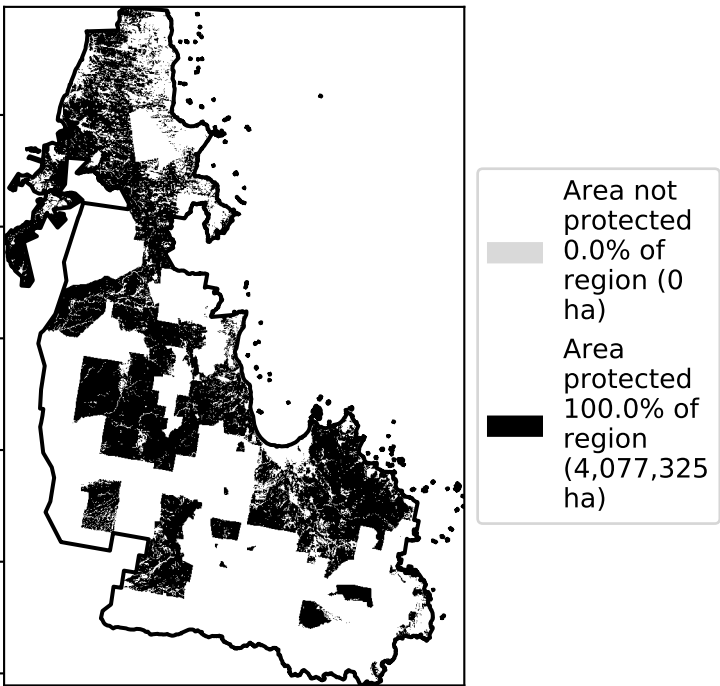 Area not
protected
0.0% of
region (0
ha)
Area
protected
100.0% of
region
(4,077,325
ha)